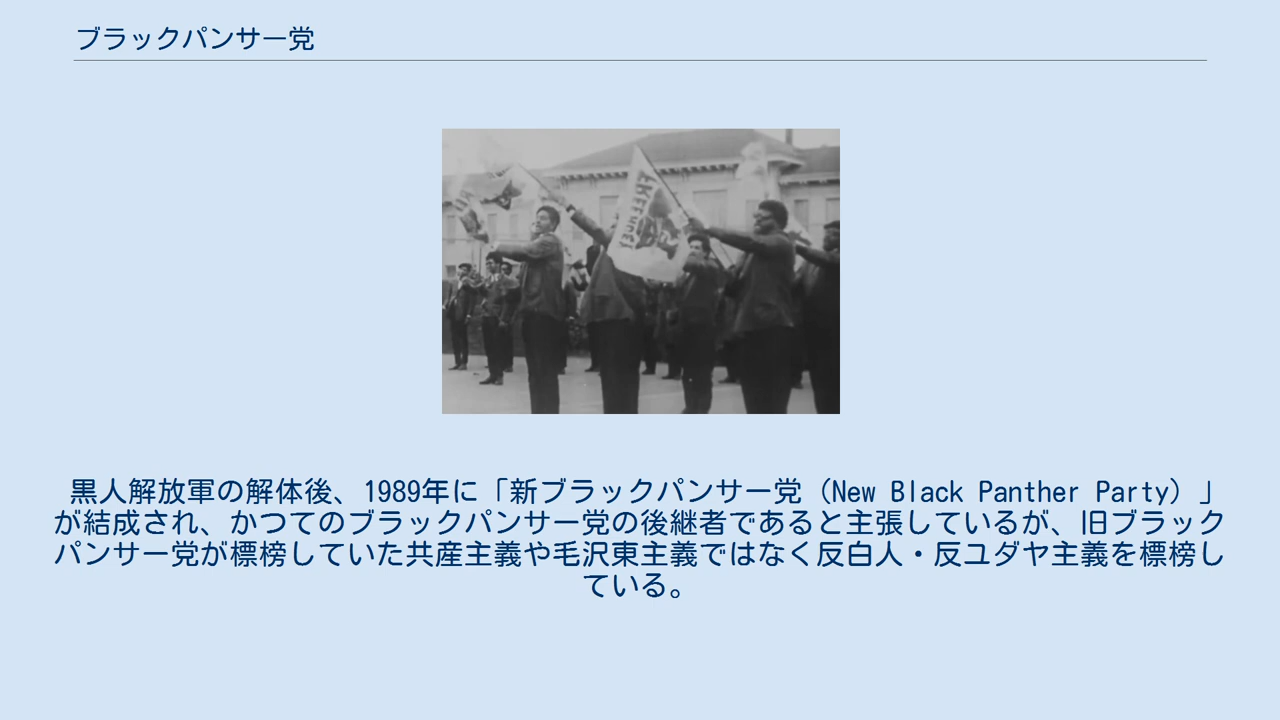 ブラックパンサー党
FREE HUEY
黒人解放軍の解体後、1989年に「新ブラックパンサー党（New Black Panther Party）」
が結成され、かつてのブラックパンサー党の後継者であると主張しているが、旧ブラック
パンサー党が標榜していた共産主義や毛沢東主義ではなく反白人・反ユダヤ主義を標榜し
ている。